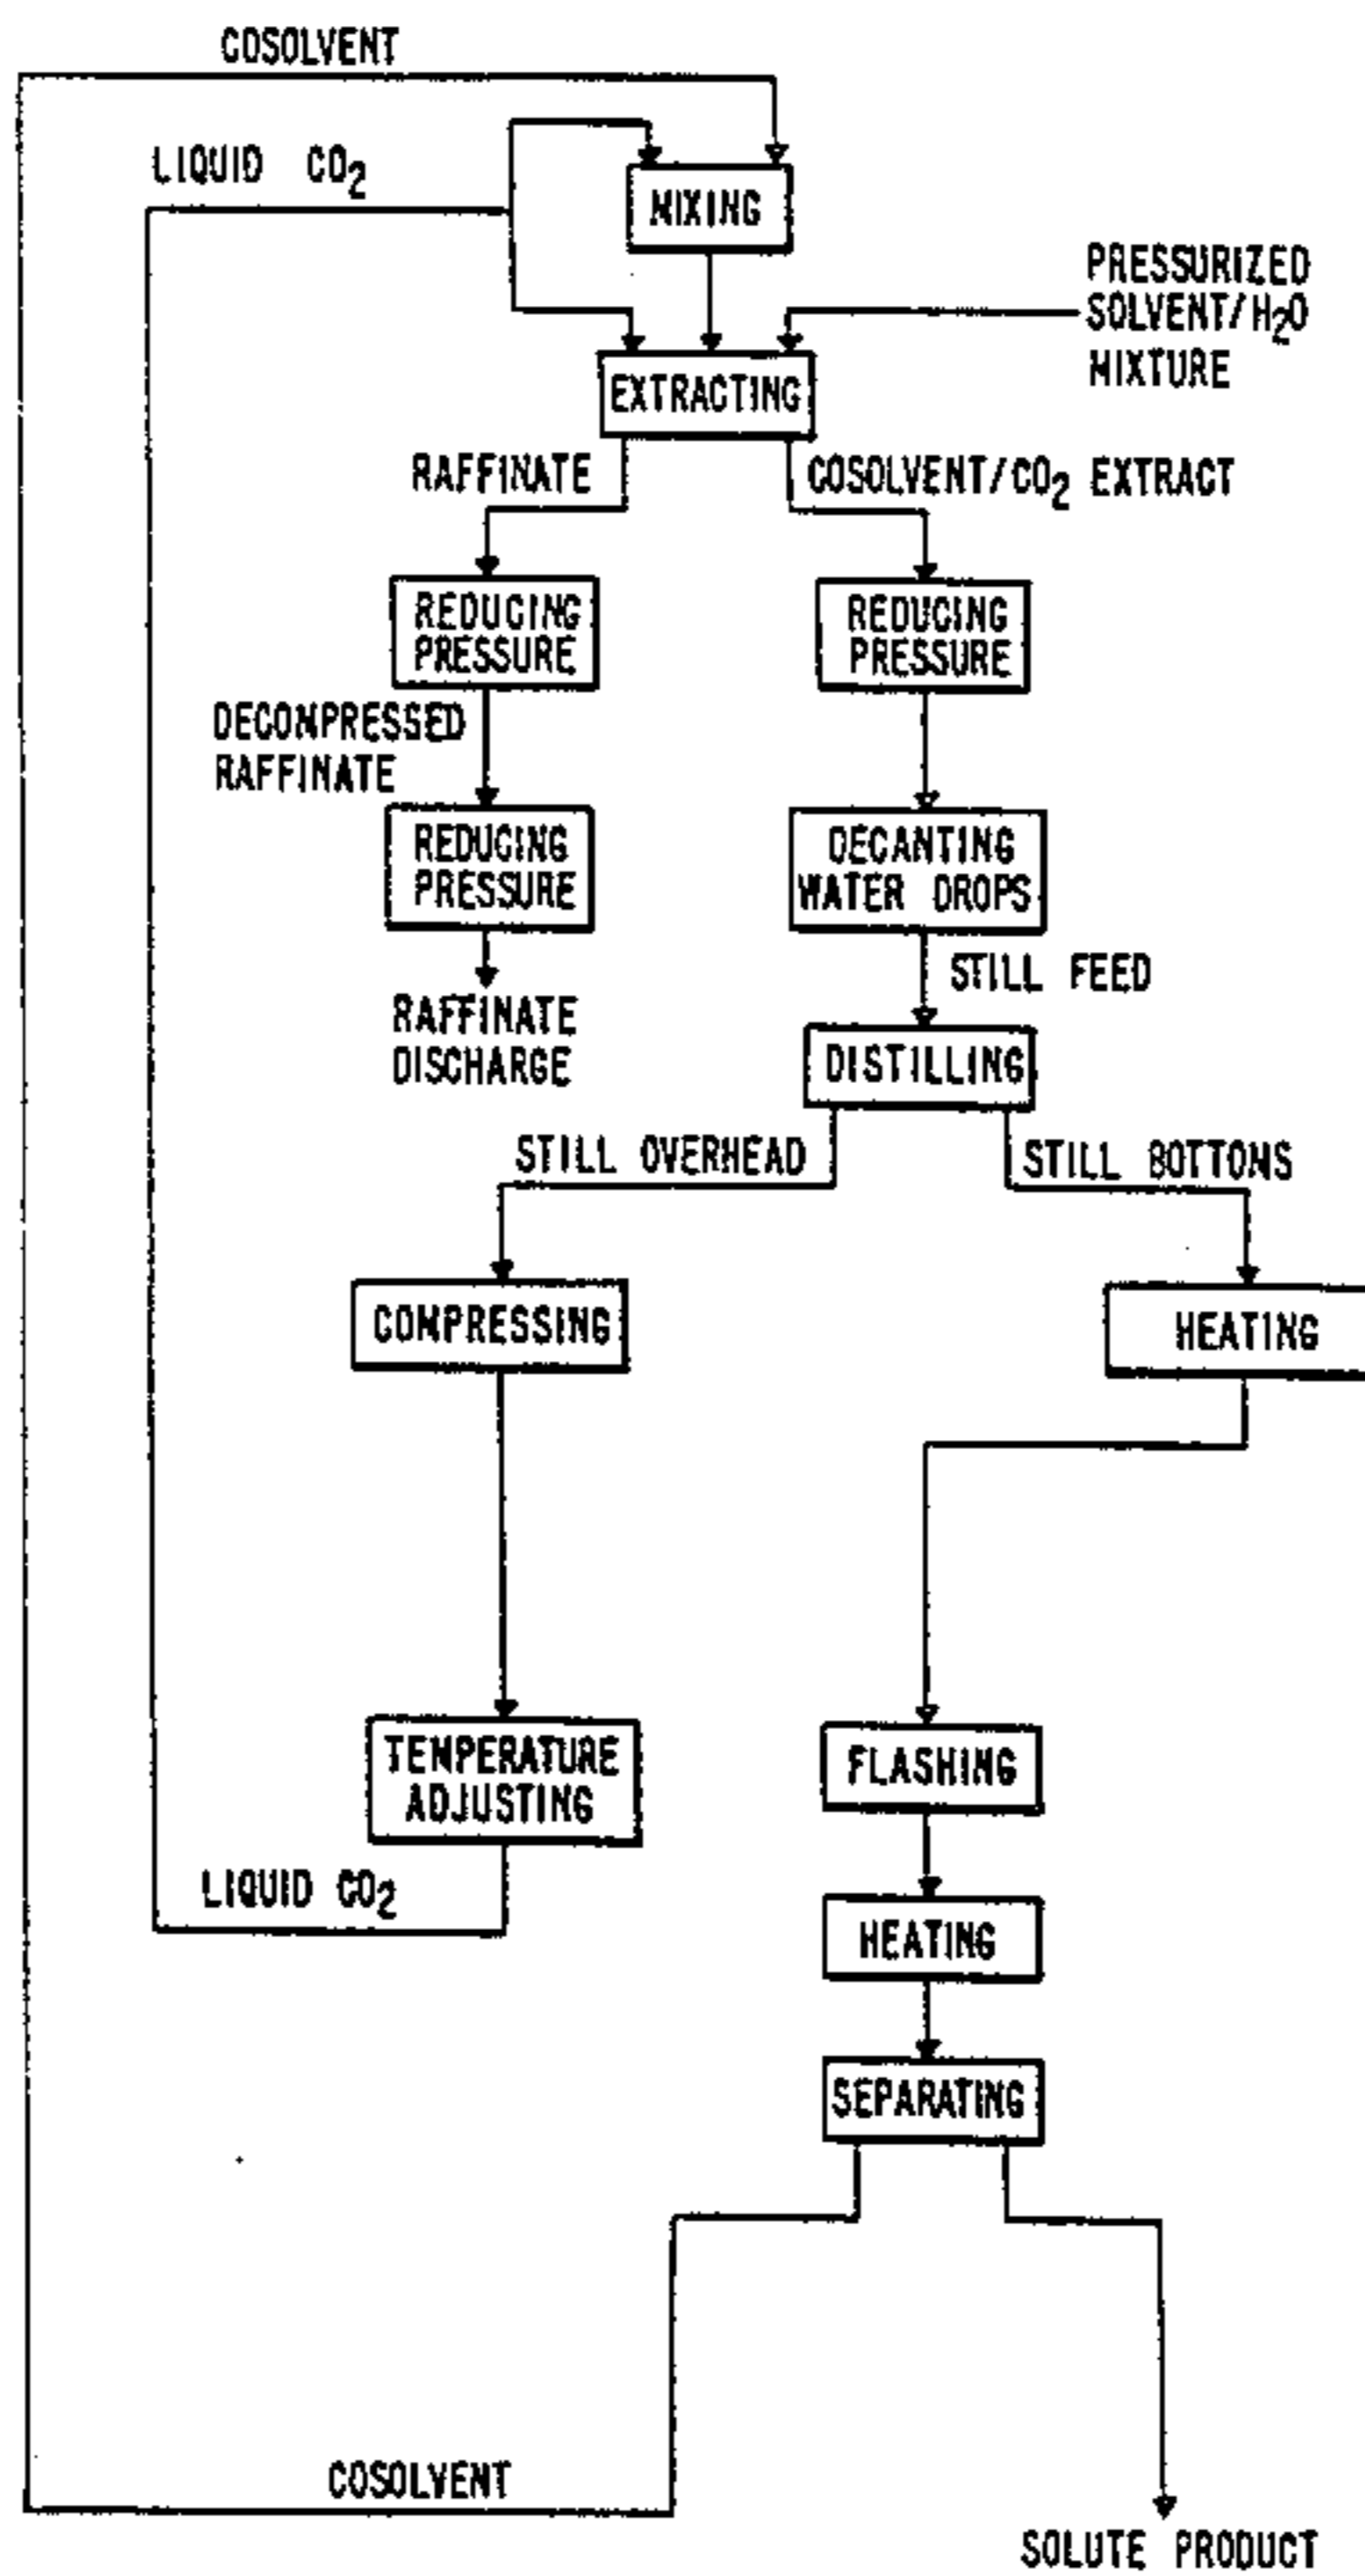 COSOLVENT
LIQUID CO2
MIXING
PRESSURIZED
SOLVENT/H2O
MIXTURE
EXTRACTING
RAFFINATE
COSOLVENT/CO2 EXTRACT
REDUCING
PRESSURE
REDUCING
PRESSURE
DECOMPRESSED
RAFFINATE
REDUCING
PRESSURE
DECANTING
WATER DROPS
STILL FEED
RAFFINATE
DISCHARGE
DISTILLING
STILL OVERHEAD
STILL BOTTOMS
COMPRESSING
HEATING
TEMPERATURE
ADJUSTING
FLASHING
LIQUID CO2
HEATING
SEPARATING
COSOLVENT
SOLUTE PRODUCT